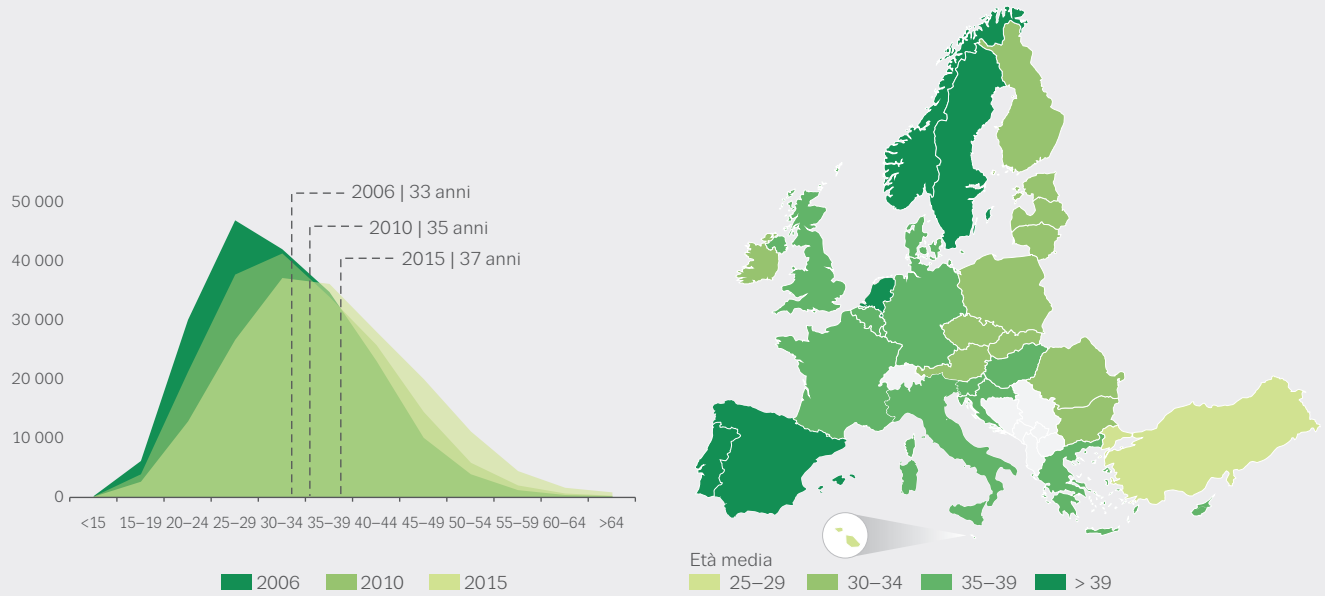 50 000
40 000
30 000
20 000
10 000
0
2006 | 33 anni
2010 | 35 anni
2015 | 37 anni
<15 15–19 20–24 25–29 30–34 35–39 40–44 45–49 50–54 55–59 60–64 >64
2006 2010 2015
Età media
25–29 30–34 35–39 > 39